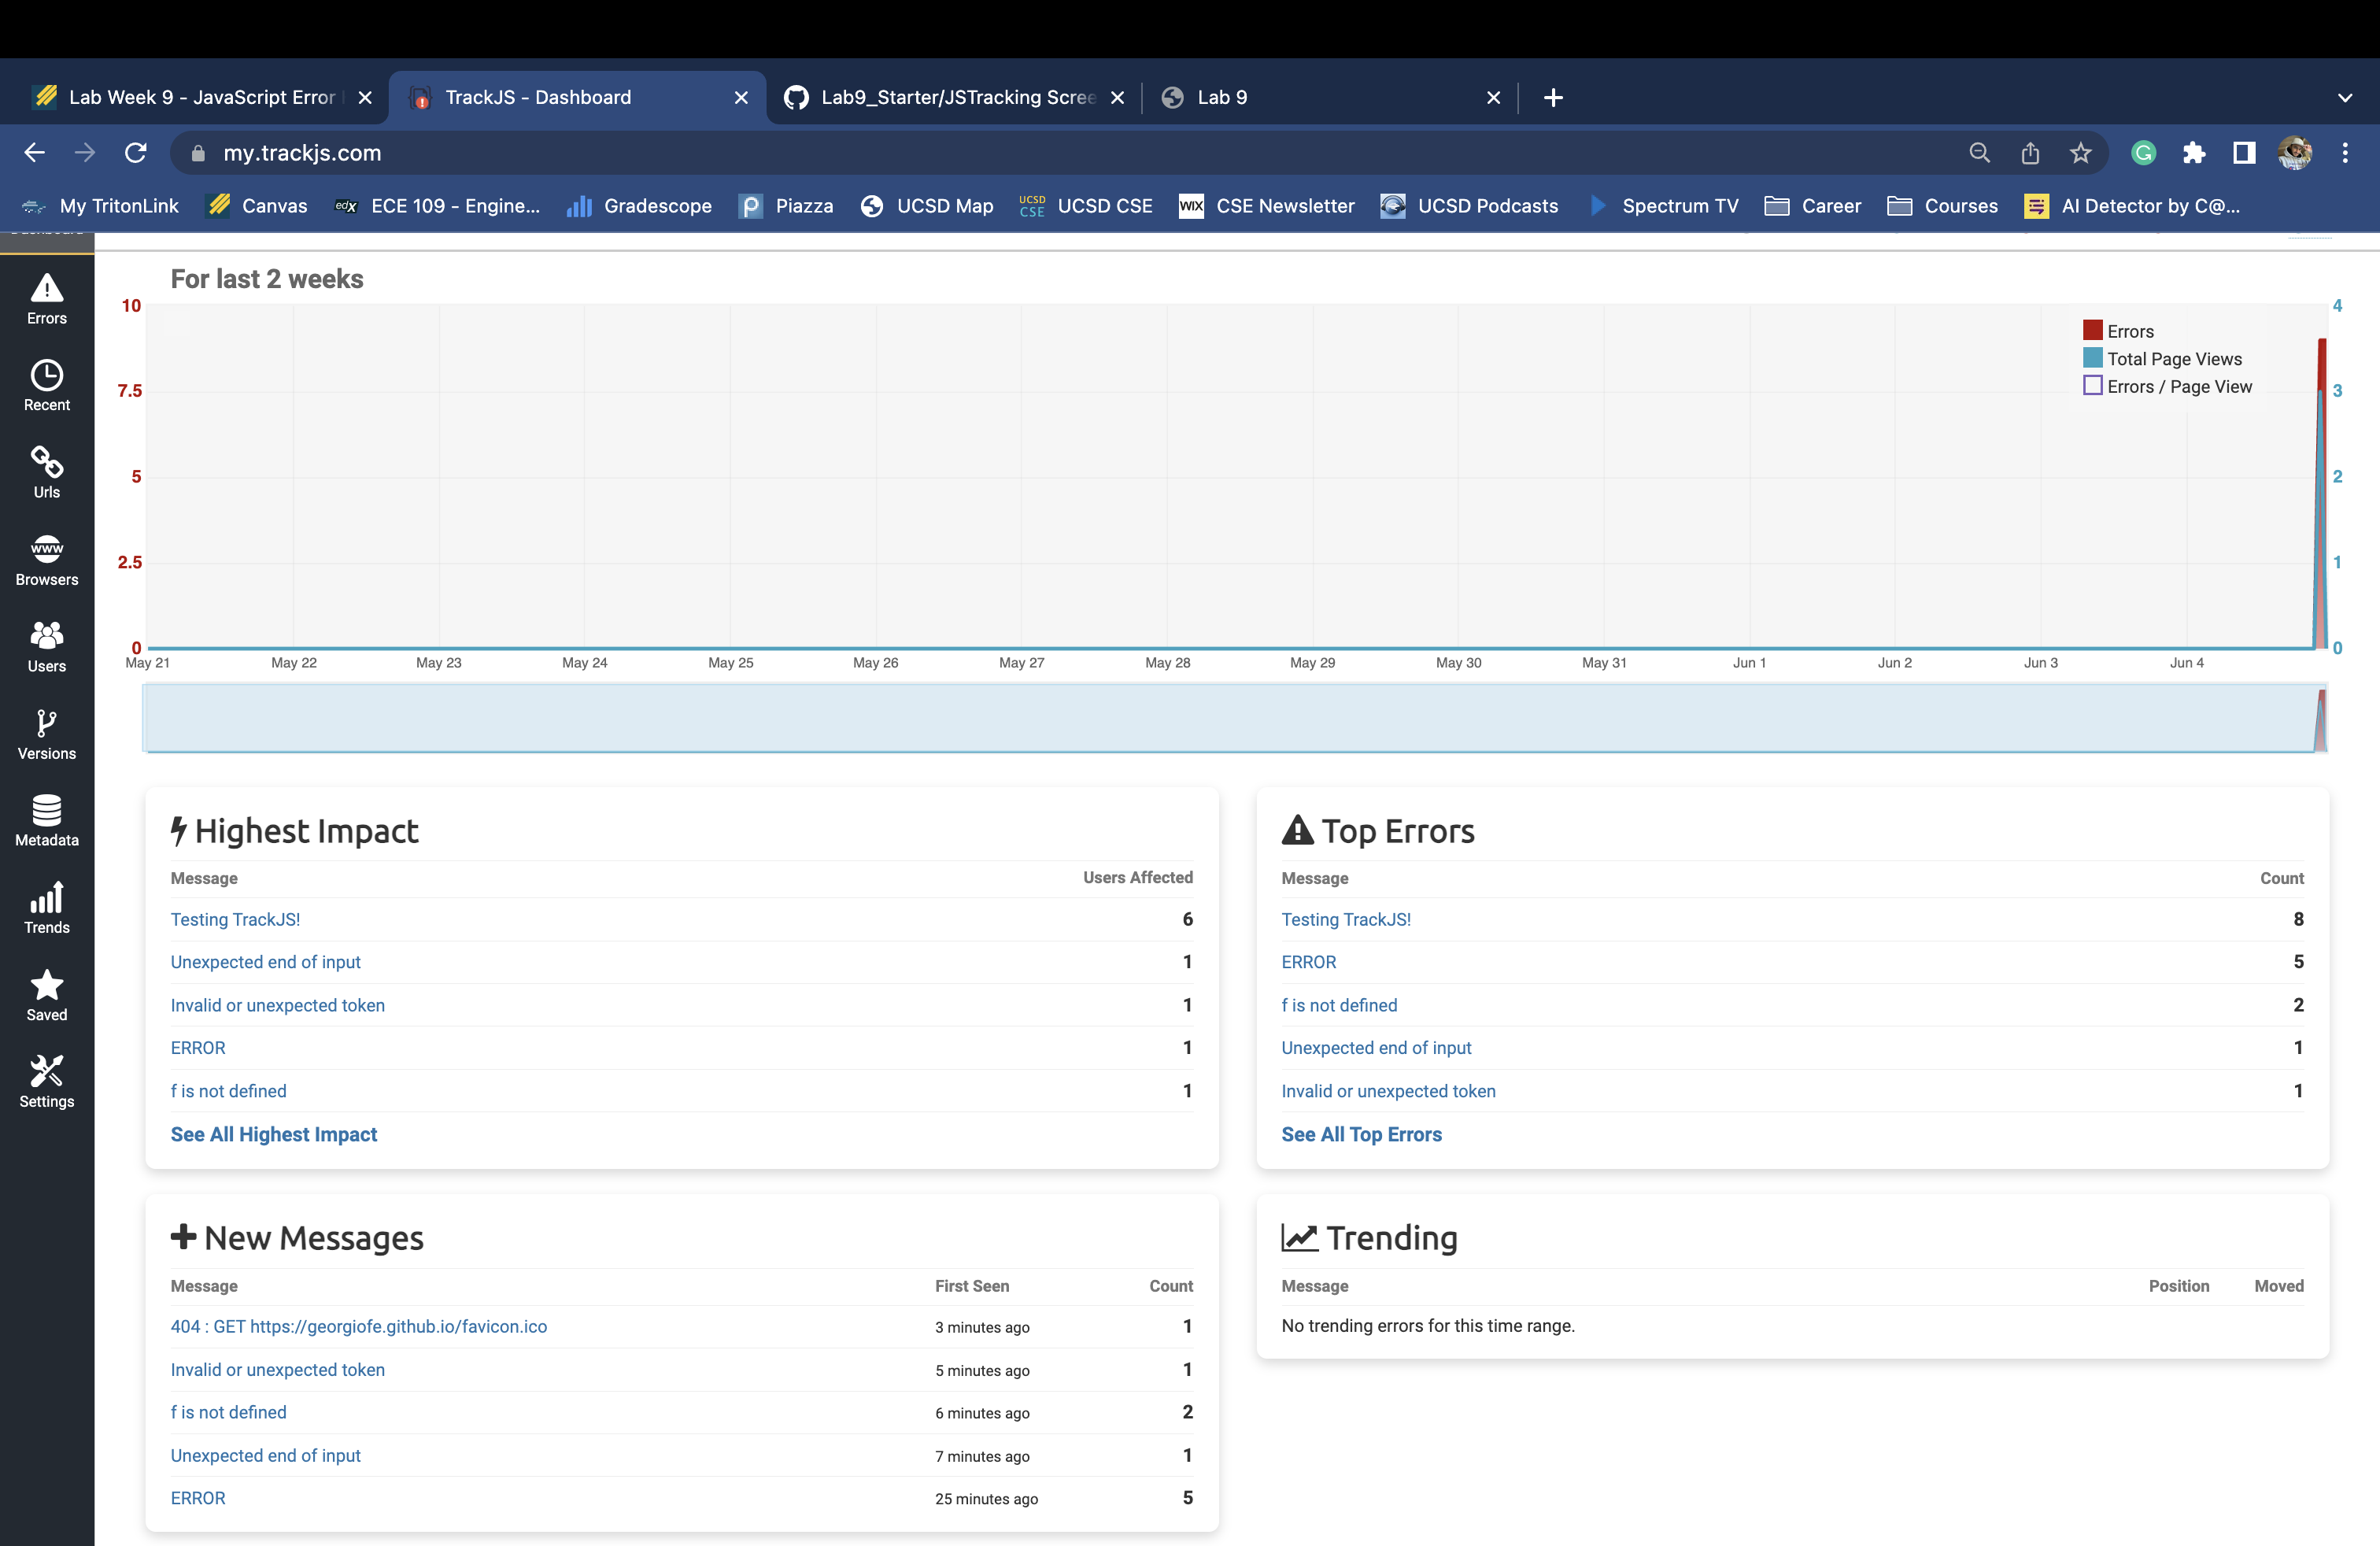 Lab Week 9 - JavaScript Error
TrackJS - Dashboard
Lab9_Starter/JSTracking Scree
Lab 9
my.trackjs.com
My TritonLink
Canvas
edX ECE 109 - Engine...
Gradescope
Piazza
UCSD Map
UCSD CSE UCSD CSE
WIX CSE Newsletter
UCSD Podcasts
Spectrum TV
Career
Courses
AI Detector by C@...
Errors
Recent
Urls
www
Browsers
Users
Versions
Metadata
Trends
Saved
Settings
For last 2 weeks
10
7.5
5
2.5
0
4
3
2
1
0
Errors
Total Page Views
Errors / Page View
May 21 May 22 May 23 May 24 May 25 May 26 May 27 May 28 May 29 May 30 May 31 Jun 1 Jun 2 Jun 3 Jun 4
Highest Impact
Message Users Affected
Testing TrackJS! 6
Unexpected end of input 1
Invalid or unexpected token 1
ERROR 1
f is not defined 1
See All Highest Impact
Top Errors
Message Count
Testing TrackJS! 8
ERROR 5
f is not defined 2
Unexpected end of input 1
Invalid or unexpected token 1
See All Top Errors
New Messages
Message First Seen Count
404 : GET https://georgiofe.github.io/favicon.ico 3 minutes ago 1
Invalid or unexpected token 5 minutes ago 1
f is not defined 6 minutes ago 2
Unexpected end of input 7 minutes ago 1
ERROR 25 minutes ago 5
Trending
Message Position Moved
No trending errors for this time range.